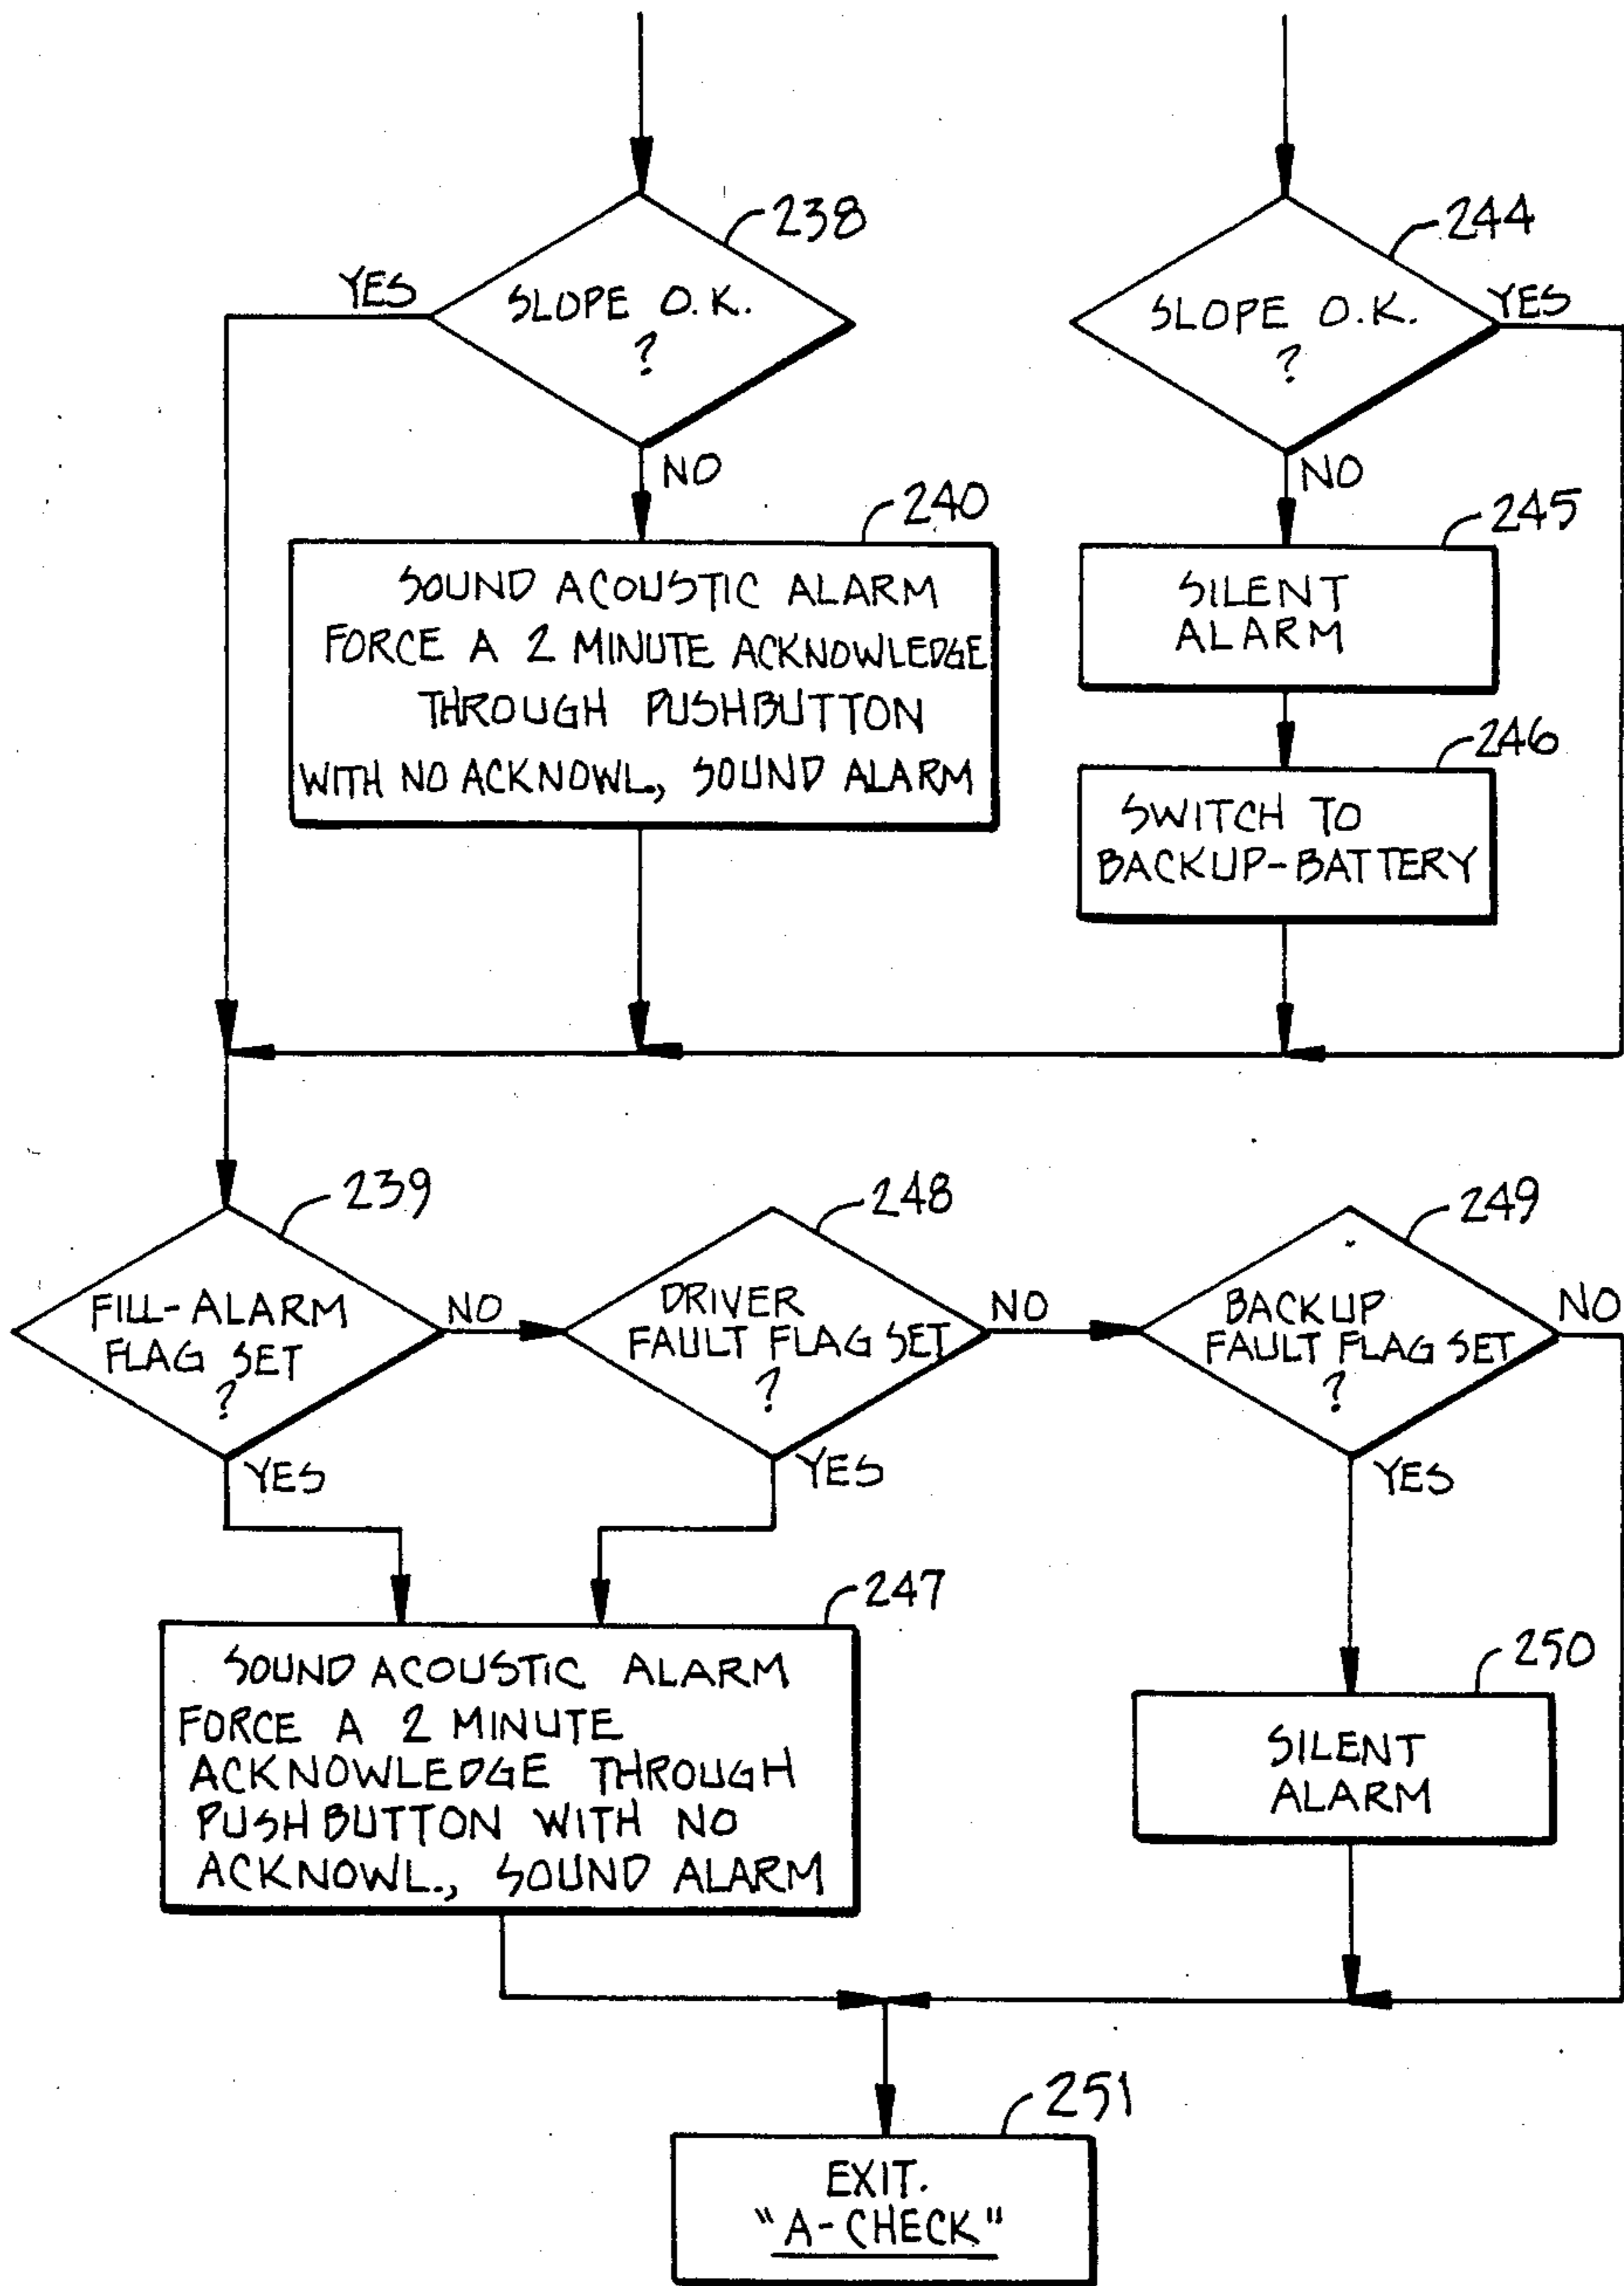 238
SLOPE O.K.
?
YES
NO
240
SOUND ACOUSTIC ALARM
FORCE A 2 MINUTE ACKNOWLEDGE
THROUGH PUSHBUTTON
WITH NO ACKNOWL., SOUND ALARM
244
SLOPE O.K.
?
YES
NO
245
SILENT
ALARM
246
SWITCH TO
BACKUP-BATTERY
239
FILL-ALARM
FLAG SET
?
NO
YES
248
DRIVER
FAULT FLAG SET
?
NO
YES
249
BACKUP
FAULT FLAG SET
?
NO
YES
247
SOUND ACOUSTIC ALARM
FORCE A 2 MINUTE
ACKNOWLEDGE THROUGH
PUSHBUTTON WITH NO
ACKNOWL., SOUND ALARM
250
SILENT
ALARM
251
EXIT.
"A-CHECK"